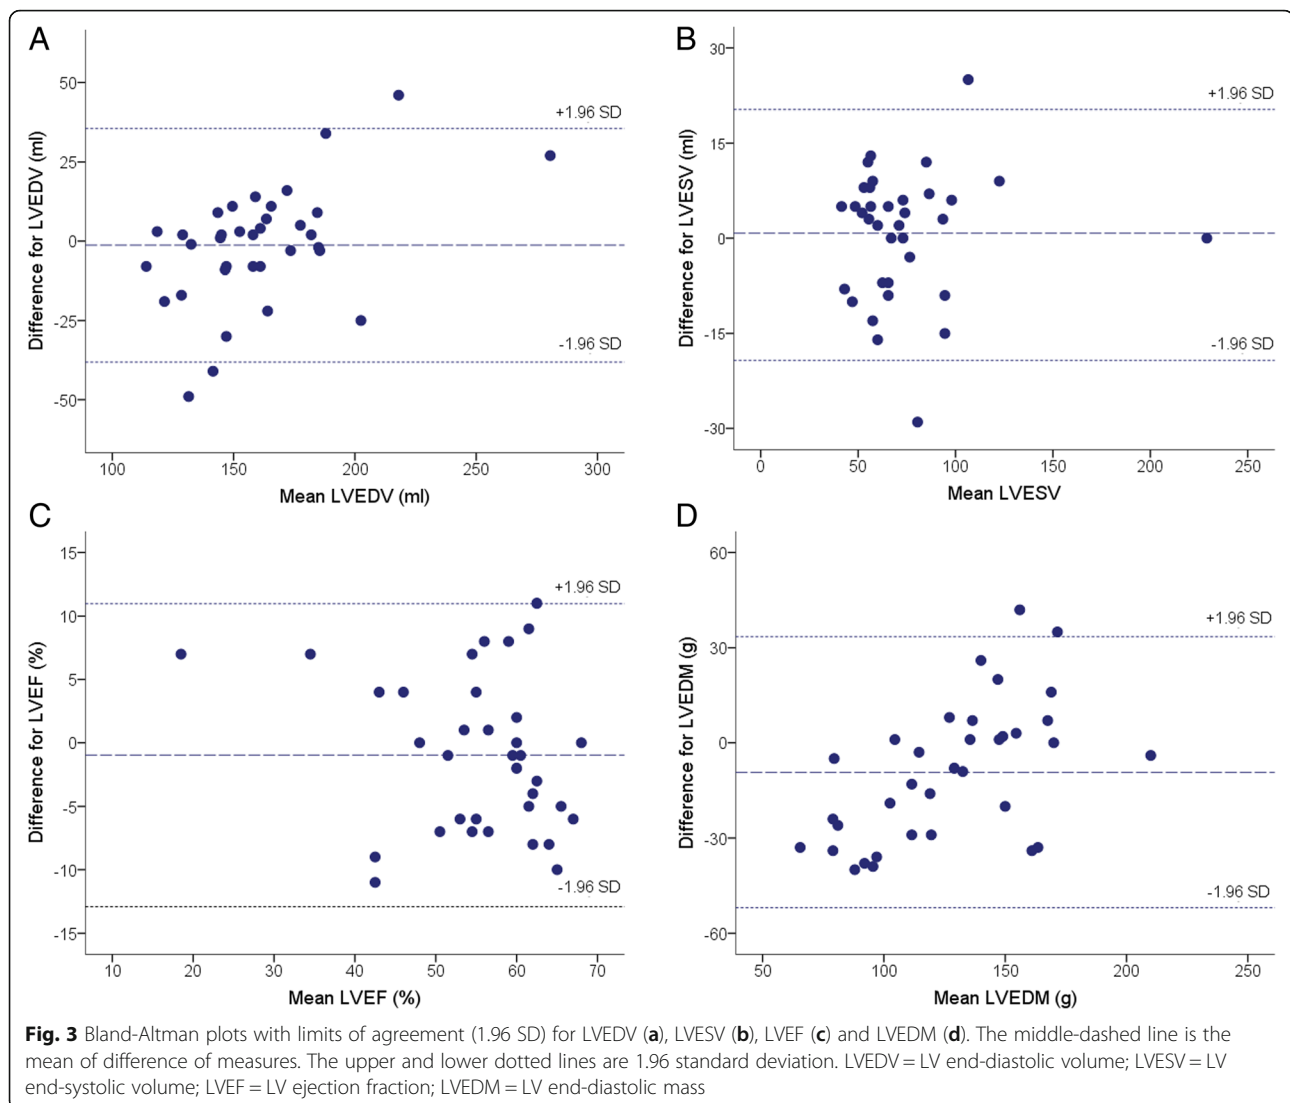 A
50
25
0
-25
-50
Difference for LVEDV (ml)
+1.96 SD
-1.96 SD
100 150 200 250 300
Mean LVEDV (ml)
B
30
15
0
-15
-30
Difference for LVESV (ml)
+1.96 SD
-1.96 SD
0 50 100 150 200 250
Mean LVESV
C
15
10
5
0
-5
-10
-15
Difference for LVEF (%)
+1.96 SD
-1.96 SD
10 20 30 40 50 60 70
Mean LVEF (%)
D
60
30
0
-30
-60
Difference for LVEDM (g)
+1.96 SD
-1.96 SD
50 100 150 200 250
Mean LVEDM (g)
Fig. 3 Bland-Altman plots with limits of agreement (1.96 SD) for LVEDV (a), LVESV (b), LVEF (c) and LVEDM (d). The middle-dashed line is the
mean of difference of measures. The upper and lower dotted lines are 1.96 standard deviation. LVEDV = LV end-diastolic volume; LVESV = LV
end-systolic volume; LVEF = LV ejection fraction; LVEDM = LV end-diastolic mass